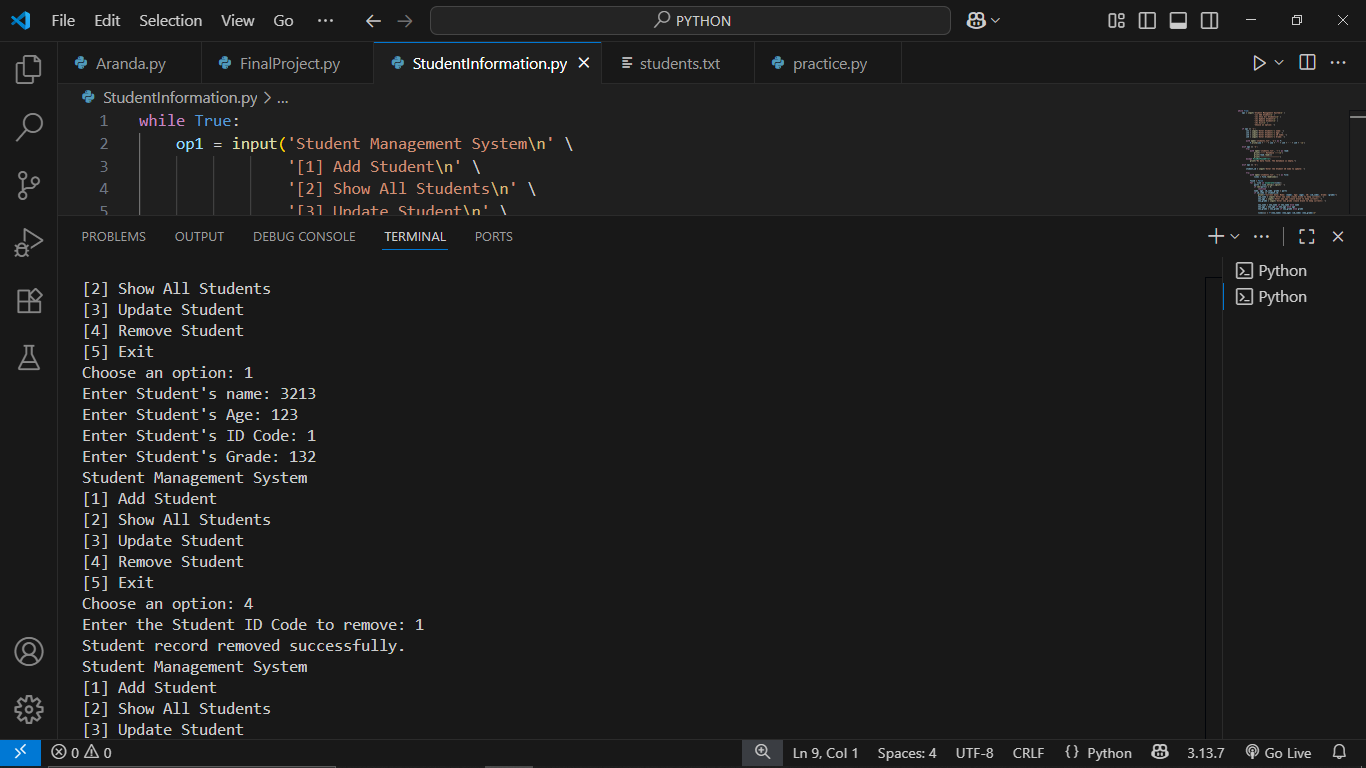 File Edit Selection View Go ··· PYTHON
Aranda.py FinalProject.py StudentInformation.py students.txt practice.py
StudentInformation.py > ...
1 while True:
2 op1 = input('Student Management System\n' \
3 '[1] Add Student\n' \
4 '[2] Show All Students\n' \
5 '[3] Update Student\n' \
PROBLEMS OUTPUT DEBUG CONSOLE TERMINAL PORTS
Python
Python
[2] Show All Students
[3] Update Student
[4] Remove Student
[5] Exit
Choose an option: 1
Enter Student's name: 3213
Enter Student's Age: 123
Enter Student's ID Code: 1
Enter Student's Grade: 132
Student Management System
[1] Add Student
[2] Show All Students
[3] Update Student
[4] Remove Student
[5] Exit
Choose an option: 4
Enter the Student ID Code to remove: 1
Student record removed successfully.
Student Management System
[1] Add Student
[2] Show All Students
[3] Update Student
0 0 Ln 9, Col 1 Spaces: 4 UTF-8 CRLF {} Python 3.13.7 Go Live